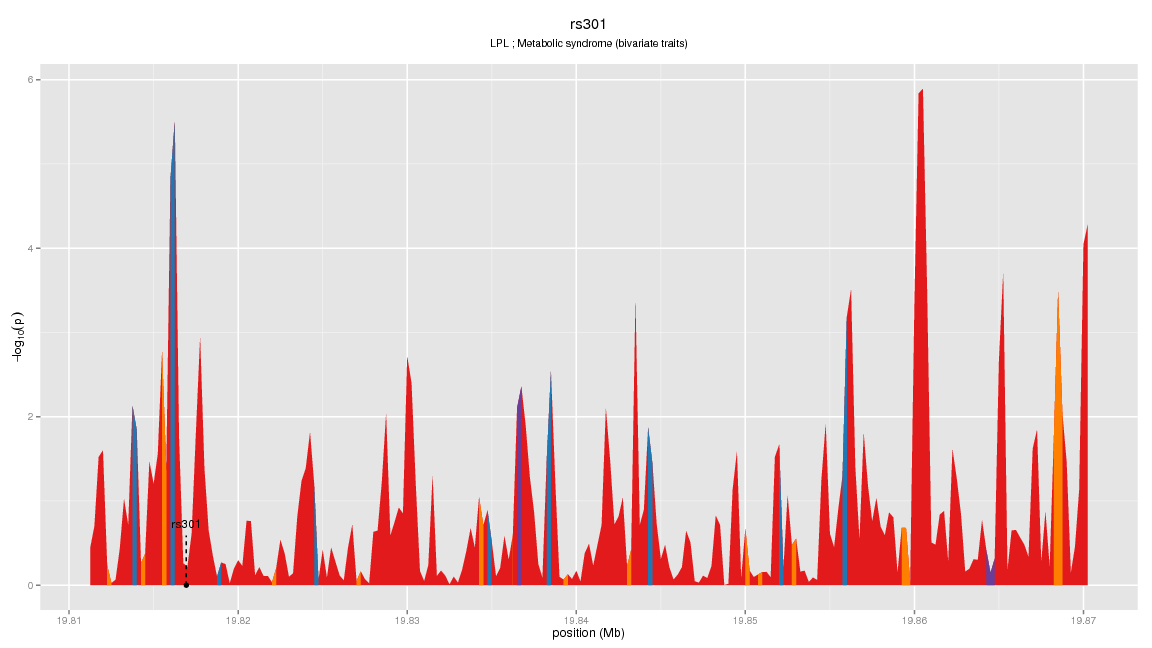 rs301
LPL ; Metabolic syndrome (bivariate traits)
6
4
2
0
−log10(p)
rs301
19.81 19.82 19.83 19.84 19.85 19.86 19.87
position (Mb)